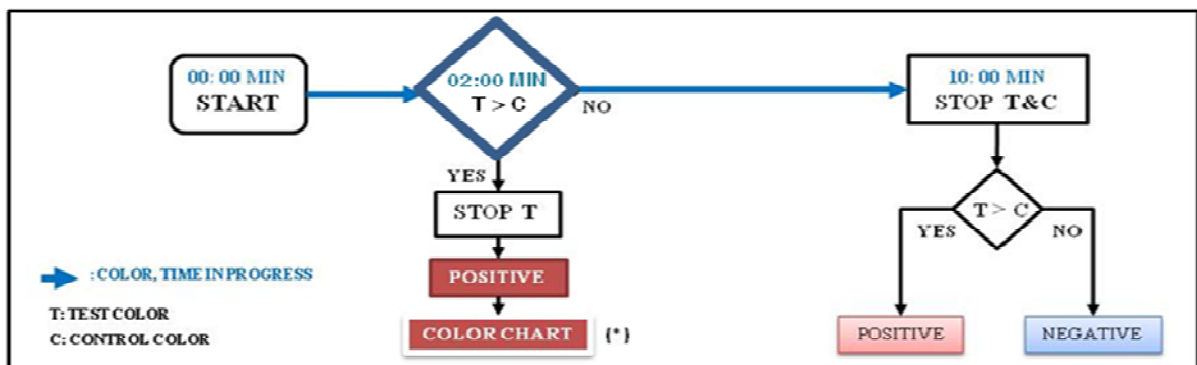 00:00 MIN
START
02:00 MIN
T > C
NO
YES
STOP T
POSITIVE
COLOR CHART
(*)
10:00 MIN
STOP T&C
T > C
YES
NO
POSITIVE
NEGATIVE
: COLOR, TIME IN PROGRESS
T: TEST COLOR
C: CONTROL COLOR